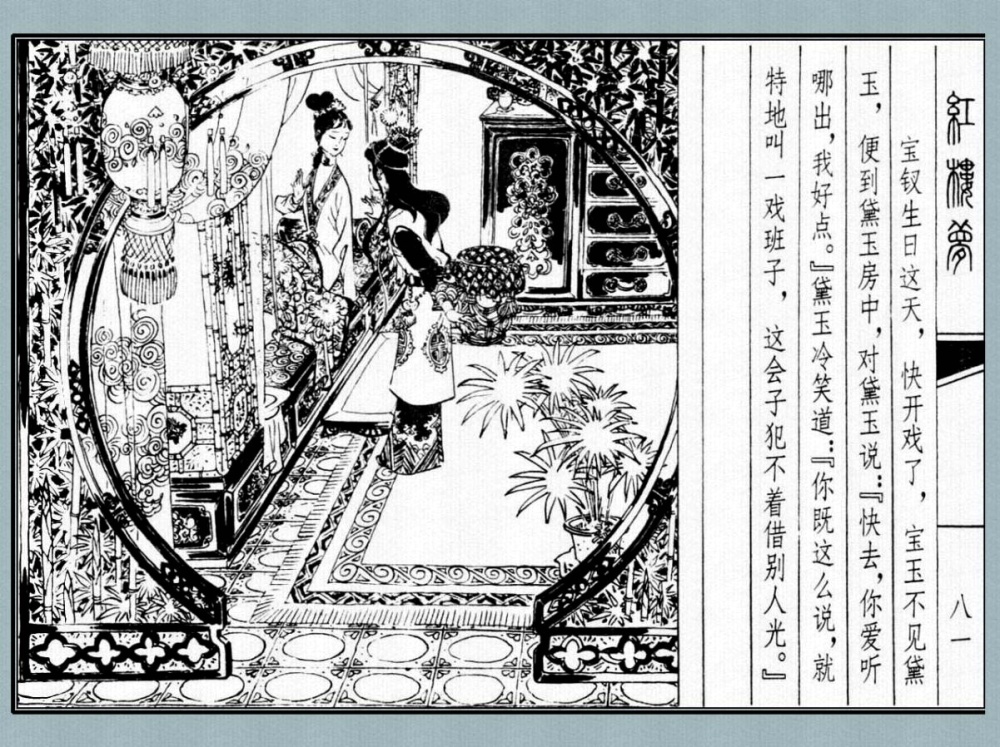 紅樓夢
八一
宝钗生日这天，快开戏了，宝玉不见黛
玉，便到黛玉房中，对黛玉说：『快去，你爱听
哪出，我好点。』黛玉冷笑道：『你既这么说，就
特地叫一戏班子，这会子犯不着借别人光。』